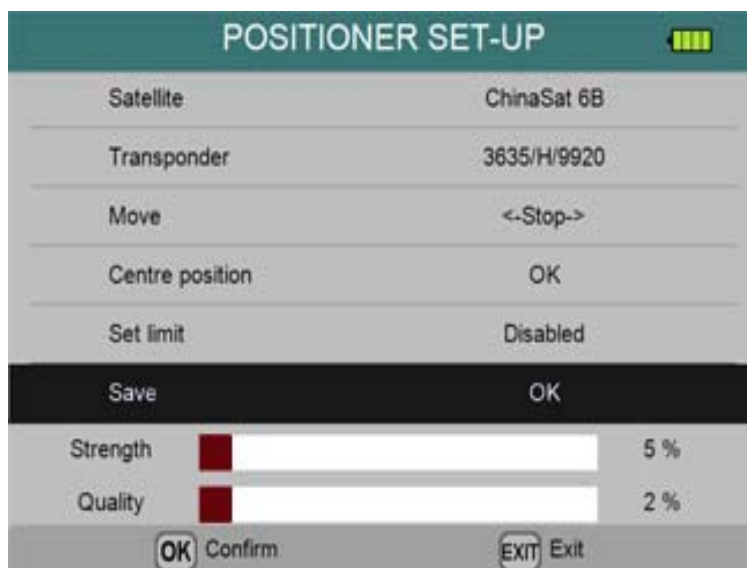 POSITIONER SET-UP
Satellite ChinaSat 6B
Transponder 3635/H/9920
Move <-Stop->
Centre position OK
Set limit Disabled
Save OK
Strength 5 %
Quality 2 %
OK Confirm EXIT Exit